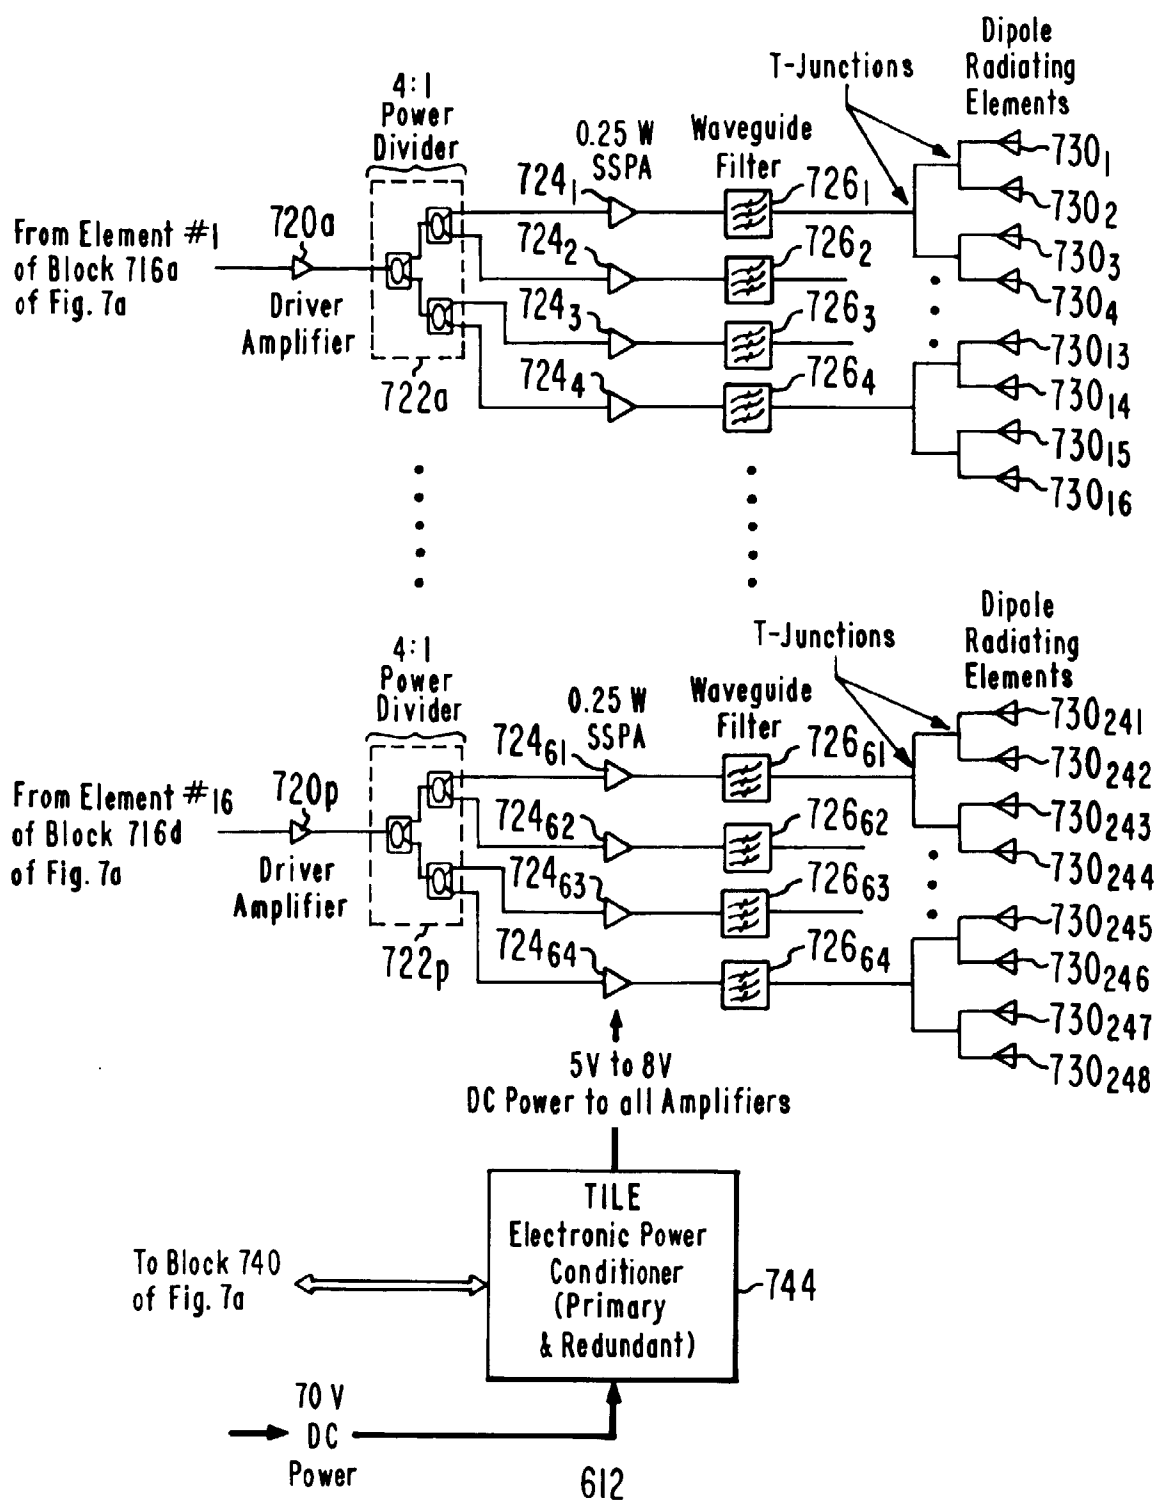 Dipole
Radiating
Elements
T-Junctions
4:1
Power
Divider
0.25 W
SSPA
Waveguide
Filter
724₁
726₁
730₁
730₂
From Element #1
of Block 716a
of Fig. 7a
720a
Driver
Amplifier
724₂
726₂
730₃
730₄
724₃
726₃
730₁₃
722a
724₄
726₄
730₁₄
730₁₅
730₁₆
Dipole
Radiating
Elements
T-Junctions
4:1
Power
Divider
0.25 W
SSPA
Waveguide
Filter
724₆₁
726₆₁
730₂₄₁
730₂₄₂
From Element #16
of Block 716d
of Fig. 7a
720p
Driver
Amplifier
724₆₂
726₆₂
730₂₄₃
730₂₄₄
724₆₃
726₆₃
730₂₄₅
722p
724₆₄
726₆₄
730₂₄₆
730₂₄₇
730₂₄₈
5V to 8V
DC Power to all Amplifiers
TILE
Electronic Power
Conditioner
(Primary
& Redundant)
744
To Block 740
of Fig. 7a
70 V
DC
Power
612